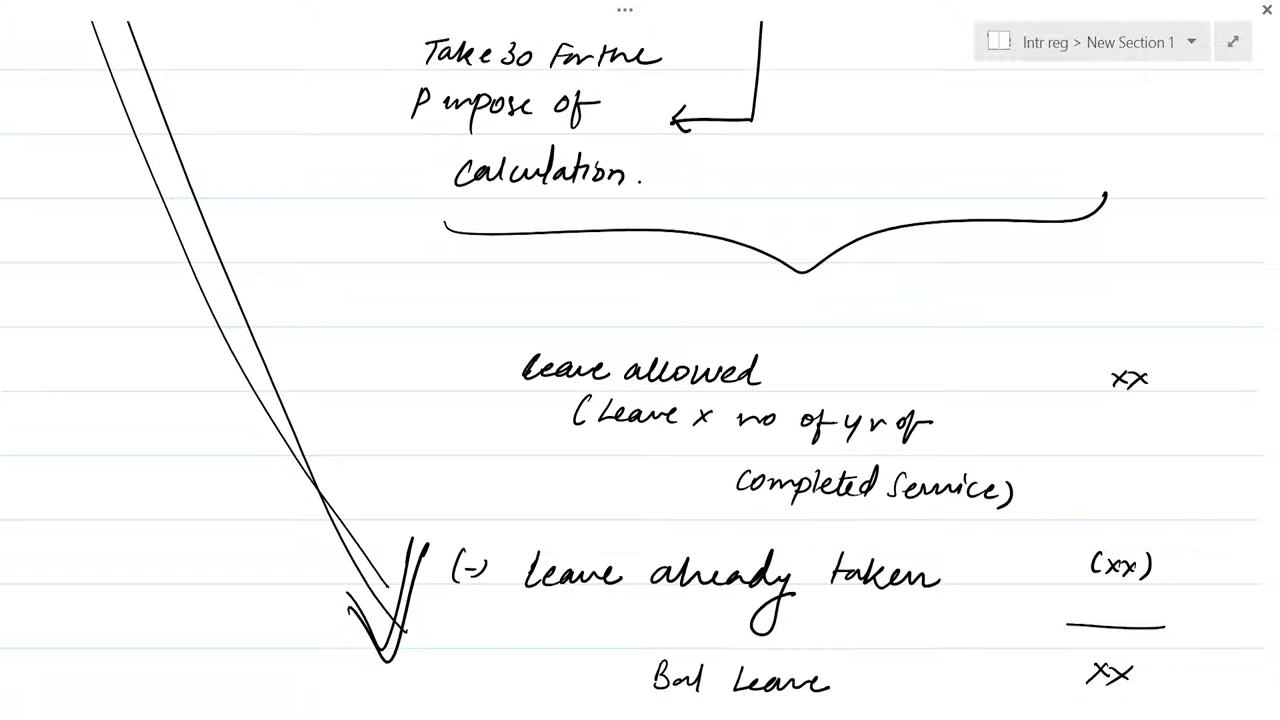 Intr reg > New Section 1
Take 30 For the
Purpose of
Calculation.
leave allowed xx
(Leave x no of yr of
completed Service)
(-) leave already taken (xx)
Bal Leave xx